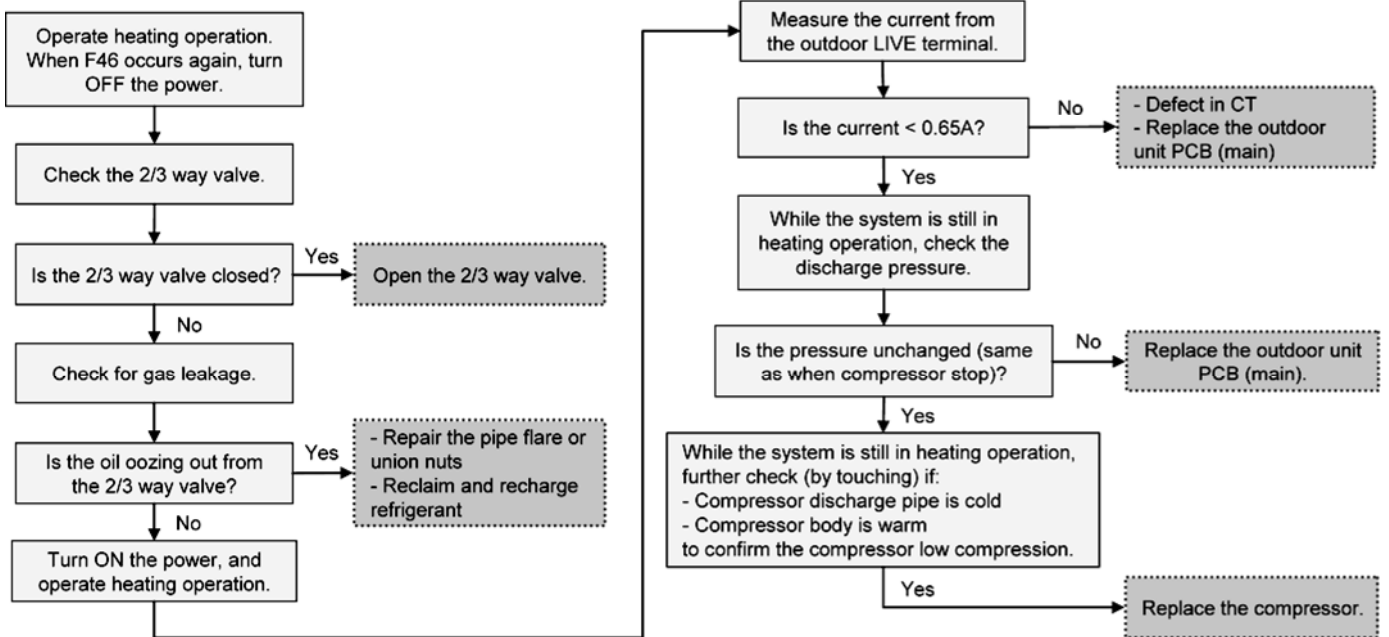 Operate heating operation.
When F46 occurs again, turn
OFF the power.
Check the 2/3 way valve.
Is the 2/3 way valve closed?
Yes
Open the 2/3 way valve.
No
Check for gas leakage.
Is the oil oozing out from
the 2/3 way valve?
Yes
- Repair the pipe flare or
union nuts
- Reclaim and recharge
refrigerant
No
Turn ON the power, and
operate heating operation.
Measure the current from
the outdoor LIVE terminal.
Is the current < 0.65A?
No
- Defect in CT
- Replace the outdoor
unit PCB (main)
Yes
While the system is still in
heating operation, check the
discharge pressure.
Is the pressure unchanged (same
as when compressor stop)?
No
Replace the outdoor unit
PCB (main).
Yes
While the system is still in heating operation,
further check (by touching) if:
- Compressor discharge pipe is cold
- Compressor body is warm
to confirm the compressor low compression.
Yes
Replace the compressor.